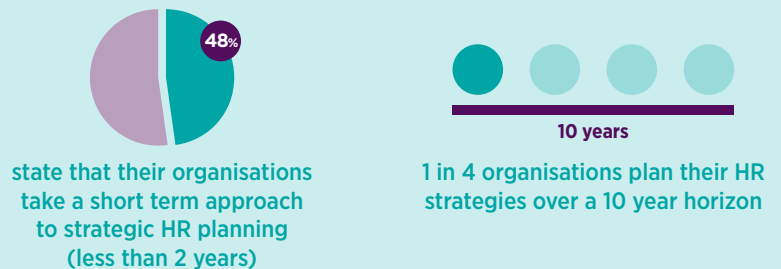 48%
state that their organisations
take a short term approach
to strategic HR planning
(less than 2 years)
10 years
1 in 4 organisations plan their HR
strategies over a 10 year horizon